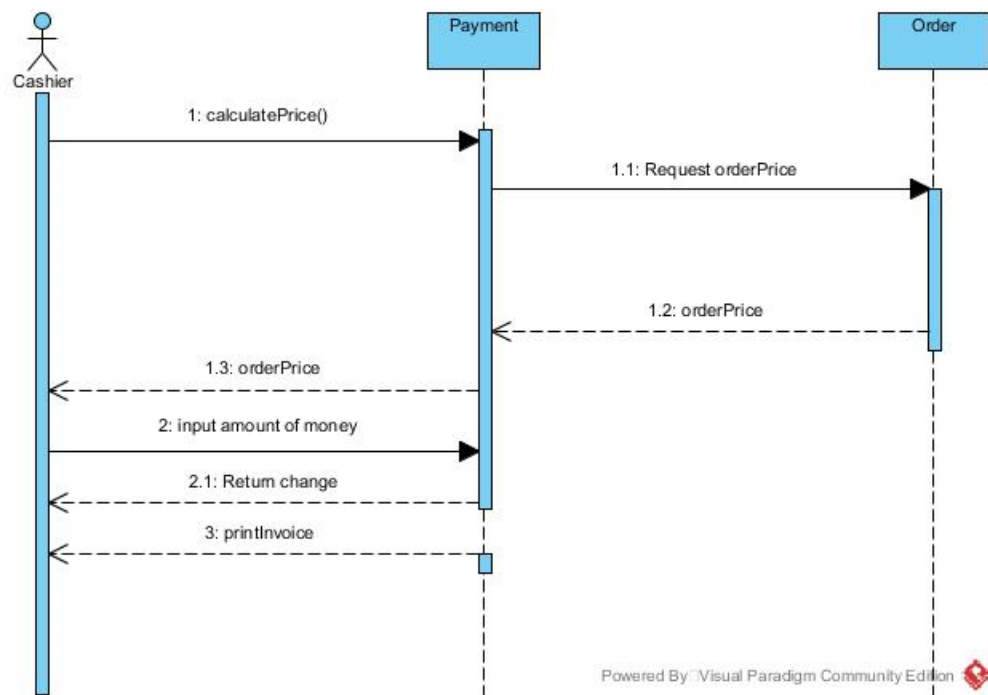 Payment
Order
Cashier
1: calculatePrice()
1.1: Request orderPrice
1.2: orderPrice
1.3: orderPrice
2: input amount of money
2.1: Return change
3: printInvoice
Powered By Visual Paradigm Community Edition